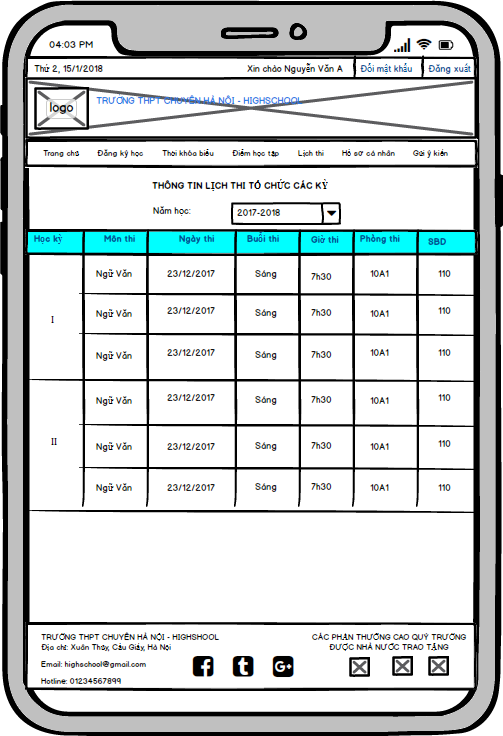 04:03 PM
Thứ 2, 15/1/2018 Xin chào Nguyễn Văn A Đổi mật khẩu Đăng xuất
logo
TRƯỜNG THPT CHUYÊN HÀ NỘI - HIGHSCHOOL
Trang chủ Đăng ký học Thời khóa biểu Điểm học tập Lịch thi Hồ sơ cá nhân Gửi ý kiến
THÔNG TIN LỊCH THI TỔ CHỨC CÁC KỲ
Năm học: 2017-2018
Học kỳ Môn thi Ngày thi Buổi thi Giờ thi Phòng thi SBD
Ngữ Văn 23/12/2017 Sáng 7h30 10A1 110
I Ngữ Văn 23/12/2017 Sáng 7h30 10A1 110
Ngữ Văn 23/12/2017 Sáng 7h30 10A1 110
Ngữ Văn 23/12/2017 Sáng 7h30 10A1 110
II Ngữ Văn 23/12/2017 Sáng 7h30 10A1 110
Ngữ Văn 23/12/2017 Sáng 7h30 10A1 110
TRƯỜNG THPT CHUYÊN HÀ NỘI - HIGHSHOOL
Địa chỉ: Xuân Thủy, Cầu Giấy, Hà Nội
Email: highschool@gmail.com
Hotline: 01234567899
f t G+
CÁC PHẦN THƯỞNG CAO QUÝ TRƯỜNG
ĐƯỢC NHÀ NƯỚC TRAO TẶNG